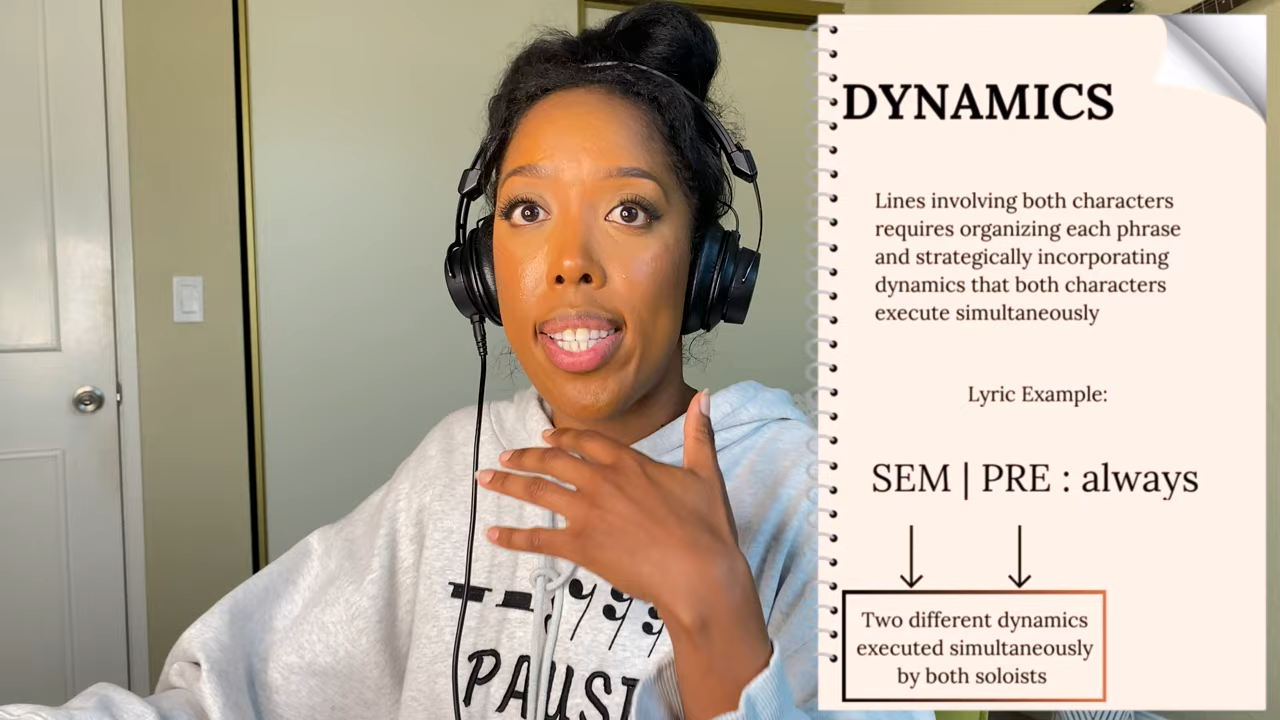 DYNAMICS
Lines involving both characters
requires organizing each phrase
and strategically incorporating
dynamics that both characters
execute simultaneously
Lyric Example:
SEM | PRE : always
Two different dynamics
executed simultaneously
by both soloists